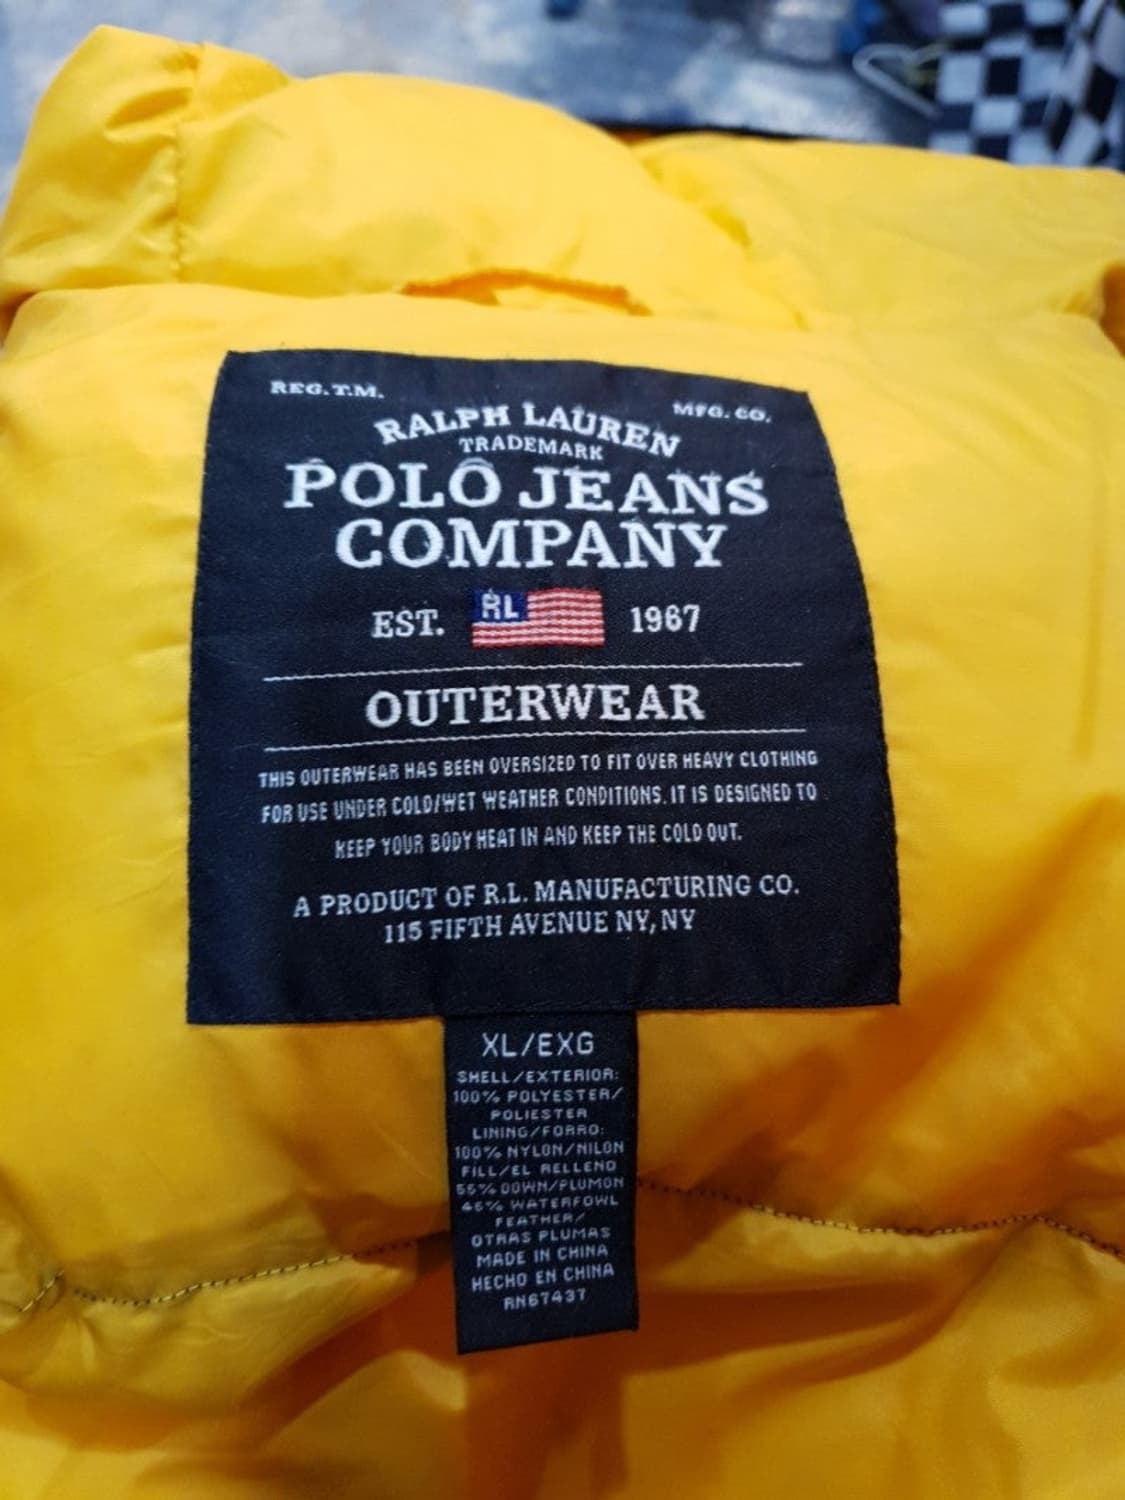 REG. T.M.
MFG. CO.
RALPH LAUREN
TRADEMARK
POLO JEANS
COMPANY
EST. RL 1967
OUTERWEAR
THIS OUTERWEAR HAS BEEN OVERSIZED TO FIT OVER HEAVY CLOTHING
FOR USE UNDER COLD/WET WEATHER CONDITIONS. IT IS DESIGNED TO
KEEP YOUR BODY HEAT IN AND KEEP THE COLD OUT.
A PRODUCT OF R.L. MANUFACTURING CO.
115 FIFTH AVENUE NY, NY
XL/EXG
SHELL/EXTERIOR:
100% POLYESTER/
POLIESTER
LINING/FORRO:
100% NYLON/NILON
FILL/EL RELLENO
55% DOWN/PLUMON
45% WATERFOWL
FEATHER/
OTRAS PLUMAS
MADE IN CHINA
HECHO EN CHINA
RN67437